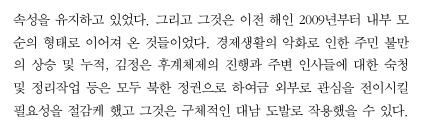 속성을 유지하고 있었다. 그리고 그것은 이전 해인 2009년부터 내부 모
순의 형태로 이어져 온 것들이었다. 경제생활의 악화로 인한 주민 불만
의 상승 및 누적, 김정은 후계체제의 진행과 주변 인사들에 대한 숙청
및 정리작업 등은 모두 북한 정권으로 하여금 외부로 관심을 전이시킬
필요성을 절감케 했고 그것은 구체적인 대남 도발로 작용했을 수 있다.